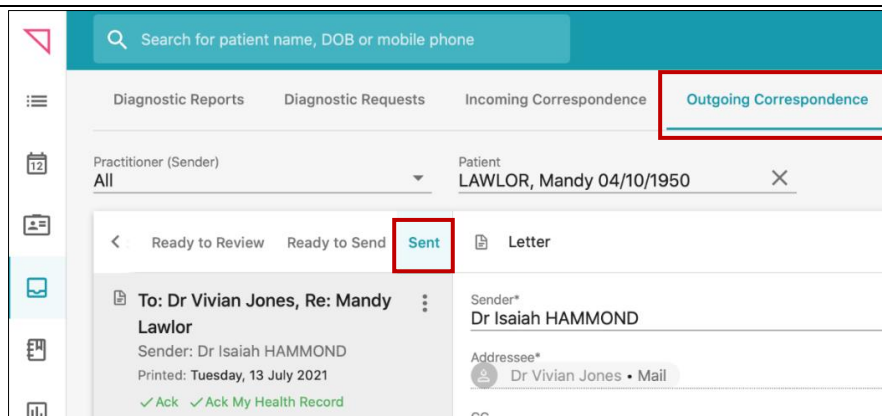 Search for patient name, DOB or mobile phone
Diagnostic Reports Diagnostic Requests Incoming Correspondence Outgoing Correspondence
12
Practitioner (Sender) Patient
All LAWLOR, Mandy 04/10/1950
Ready to Review Ready to Send Sent Letter
To: Dr Vivian Jones, Re: Mandy
Lawlor
Sender: Dr Isaiah HAMMOND
Printed: Tuesday, 13 July 2021
Ack Ack My Health Record
Sender*
Dr Isaiah HAMMOND
Addressee*
Dr Vivian Jones • Mail